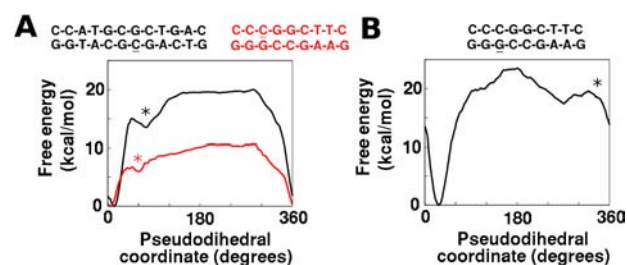 A
C-C-A-T-G-C-G-C-T-G-A-C
G-G-T-A-C-G-C-G-A-C-T-G
C-C-C-G-G-C-T-T-C
G-G-G-C-C-G-A-A-G
B
C-C-C-G-G-C-T-T-C
G-G-G-C-C-G-A-A-G
Free energy
(kcal/mol)
20
10
0
*
*
0
180
360
Pseudodihedral
coordinate (degrees)
Free energy
(kcal/mol)
20
10
0
*
0
180
360
Pseudodihedral
coordinate (degrees)